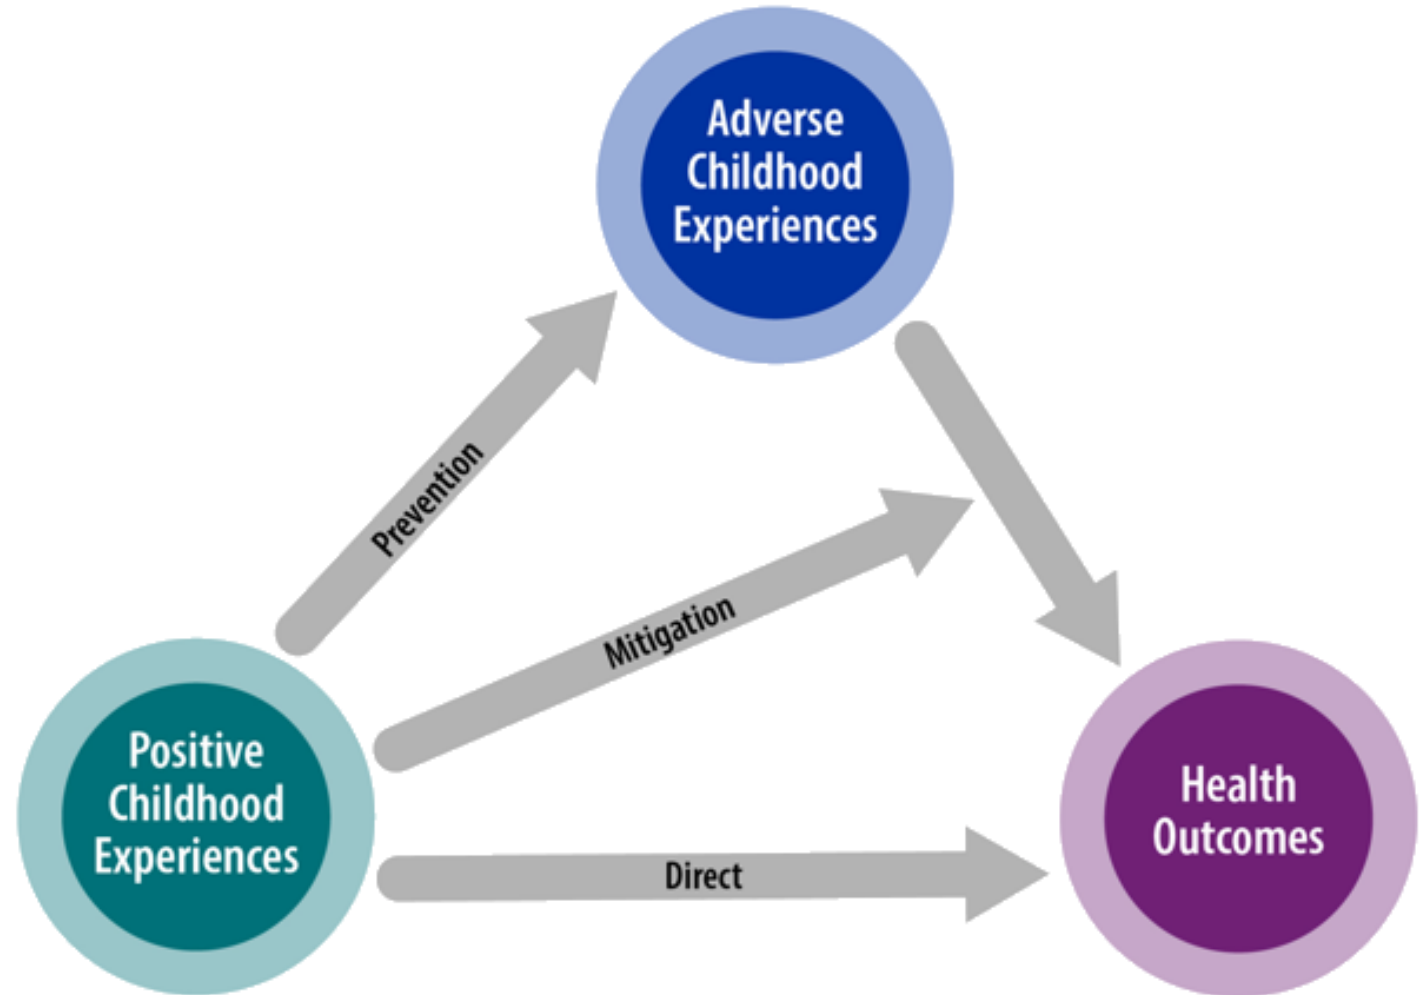 Adverse
Childhood
Experiences
Prevention
Mitigation
Positive
Childhood
Experiences
Direct
Health
Outcomes